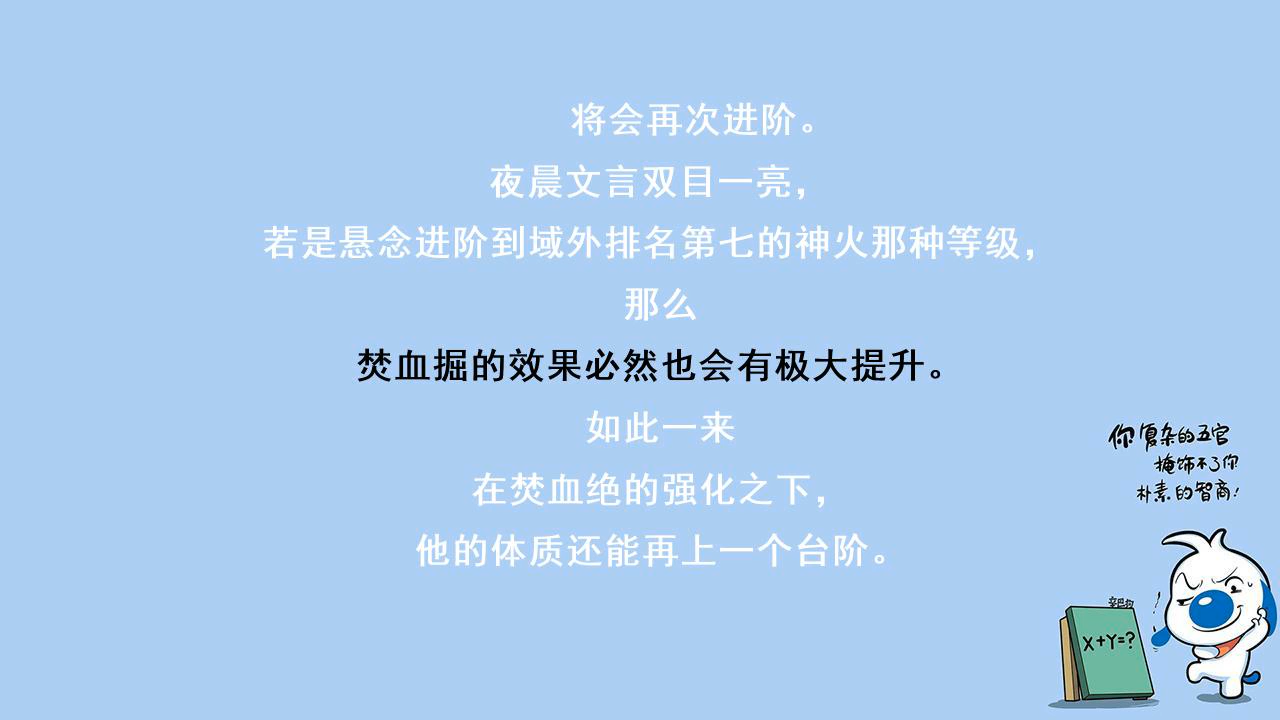 将会再次进阶。
夜晨文言双目一亮，
若是悬念进阶到域外排名第七的神火那种等级，
那么
焚血掘的效果必然也会有极大提升。
如此一来
在焚血绝的强化之下，
他的体质还能再上一个台阶。
你复杂的五官
掩饰不了你
朴素的智商！
X+Y=?